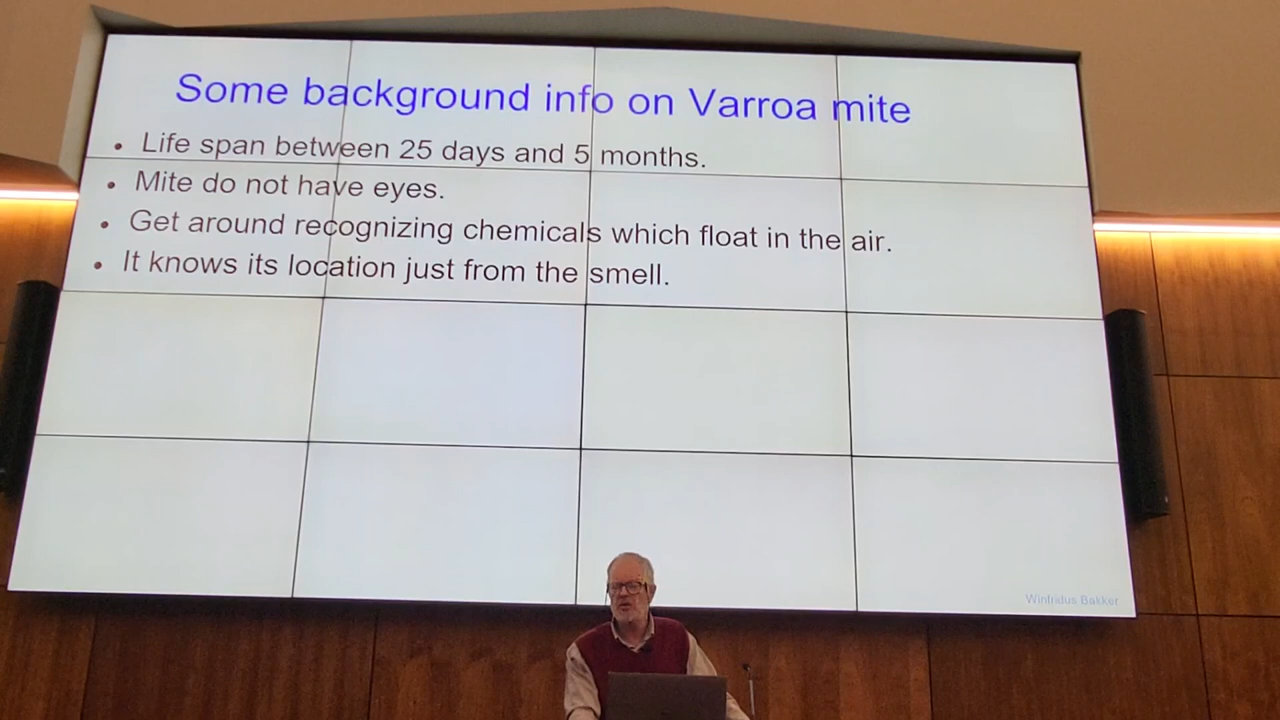 Some background info on Varroa mite
• Life span between 25 days and 5 months.
• Mite do not have eyes.
• Get around recognizing chemicals which float in the air.
• It knows its location just from the smell.
Winfridus Bakker